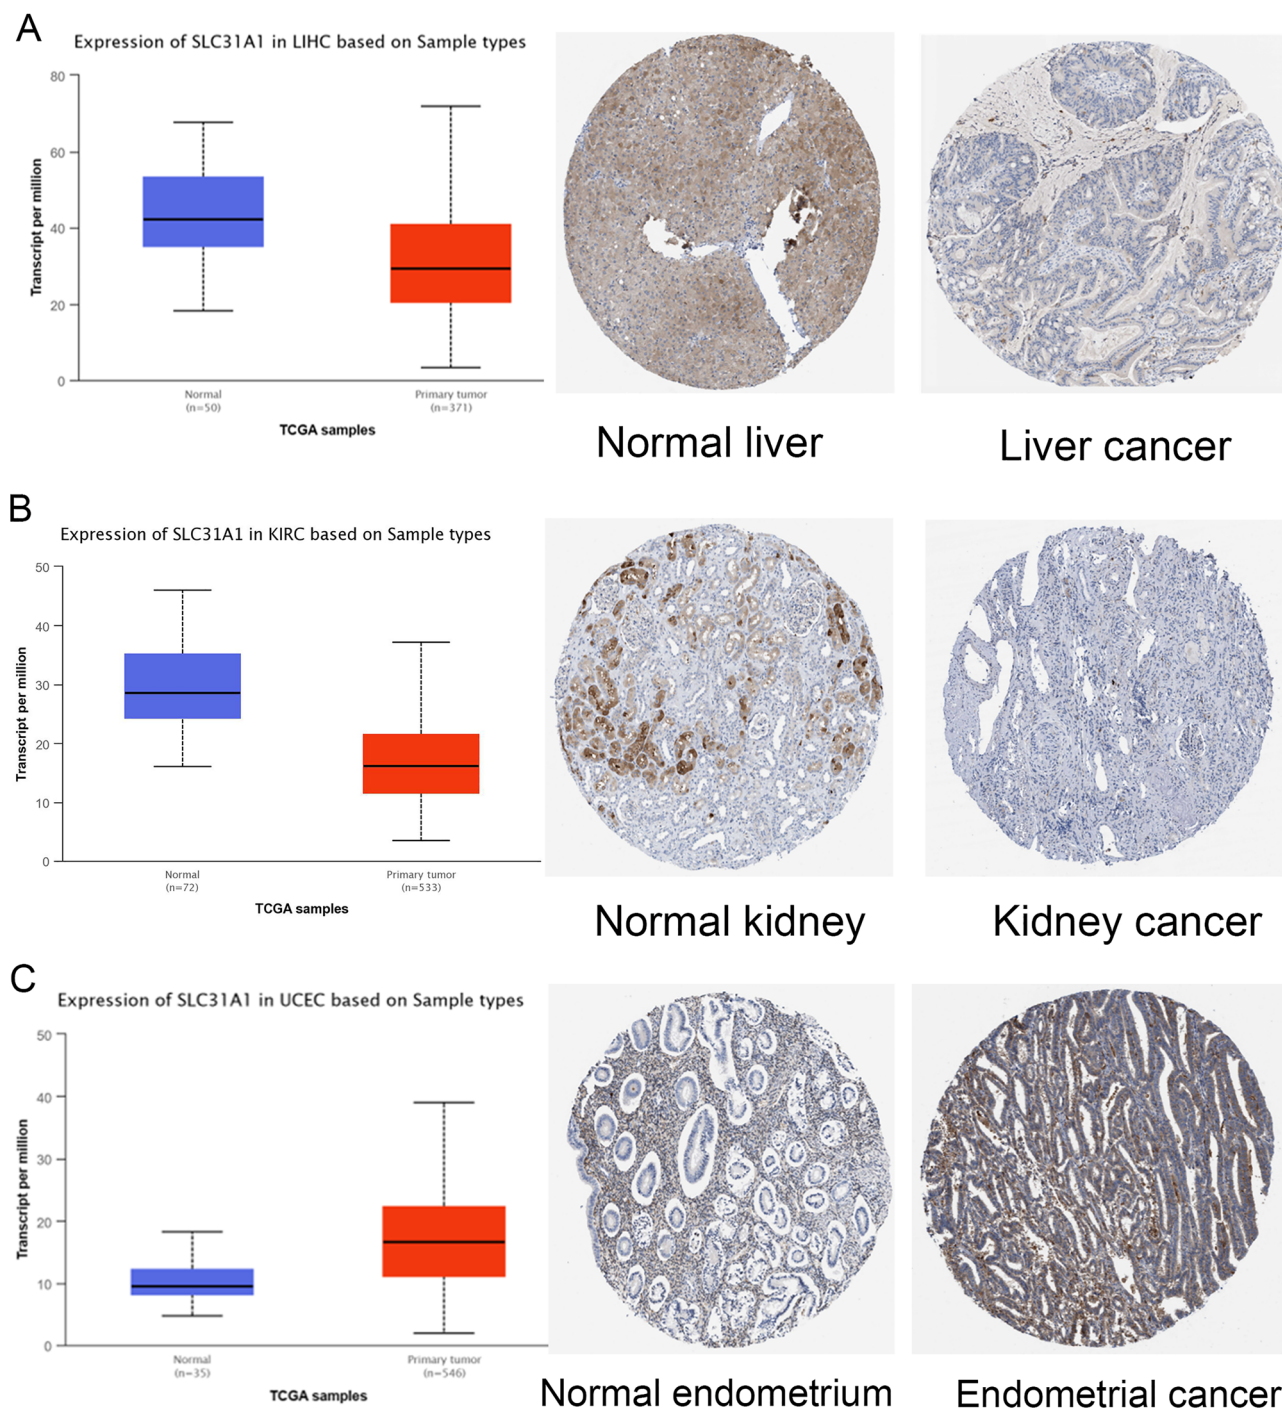 A
Expression of SLC31A1 in LIHC based on Sample types
80
60
40
20
0
Transcript per million
Normal
(n=50)
Primary tumor
(n=371)
TCGA samples
Normal liver
Liver cancer
B
Expression of SLC31A1 in KIRC based on Sample types
50
40
30
20
10
0
Transcript per million
Normal
(n=72)
Primary tumor
(n=533)
TCGA samples
Normal kidney
Kidney cancer
C
Expression of SLC31A1 in UCEC based on Sample types
50
40
30
20
10
0
Transcript per million
Normal
(n=35)
Primary tumor
(n=546)
TCGA samples
Normal endometrium
Endometrial cancer